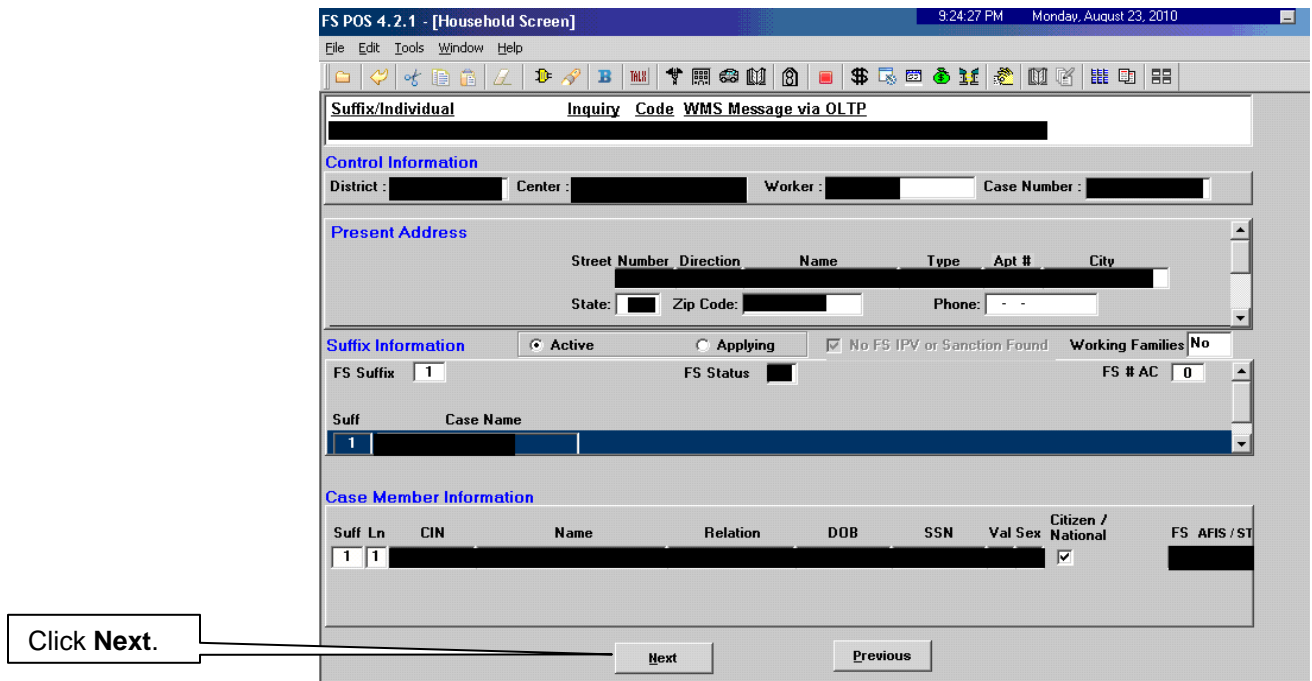 FS POS 4.2.1 - [Household Screen] 9:24:27 PM Monday, August 23, 2010
File Edit Tools Window Help
B TALX $
Suffix/Individual Inquiry Code WMS Message via OLTP
Control Information
District : Center : Worker : Case Number :
Present Address
Street Number Direction Name Type Apt # City
State: Zip Code: Phone: - -
Suffix Information Active Applying No FS IPV or Sanction Found Working Families No
FS Suffix 1 FS Status FS # AC 0
Suff Case Name
1
Case Member Information
Suff Ln CIN Name Relation DOB SSN Val Sex Citizen / National FS AFIS / ST
1 1
Click Next.
Next Previous